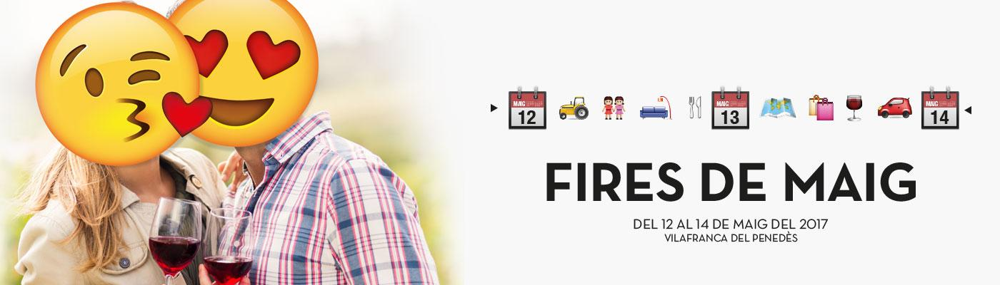 MAIG
12
MAIG
13
MAIG
14
FIRES DE MAIG
DEL 12 AL 14 DE MAIG DEL 2017
VILAFRANCA DEL PENEDÈS